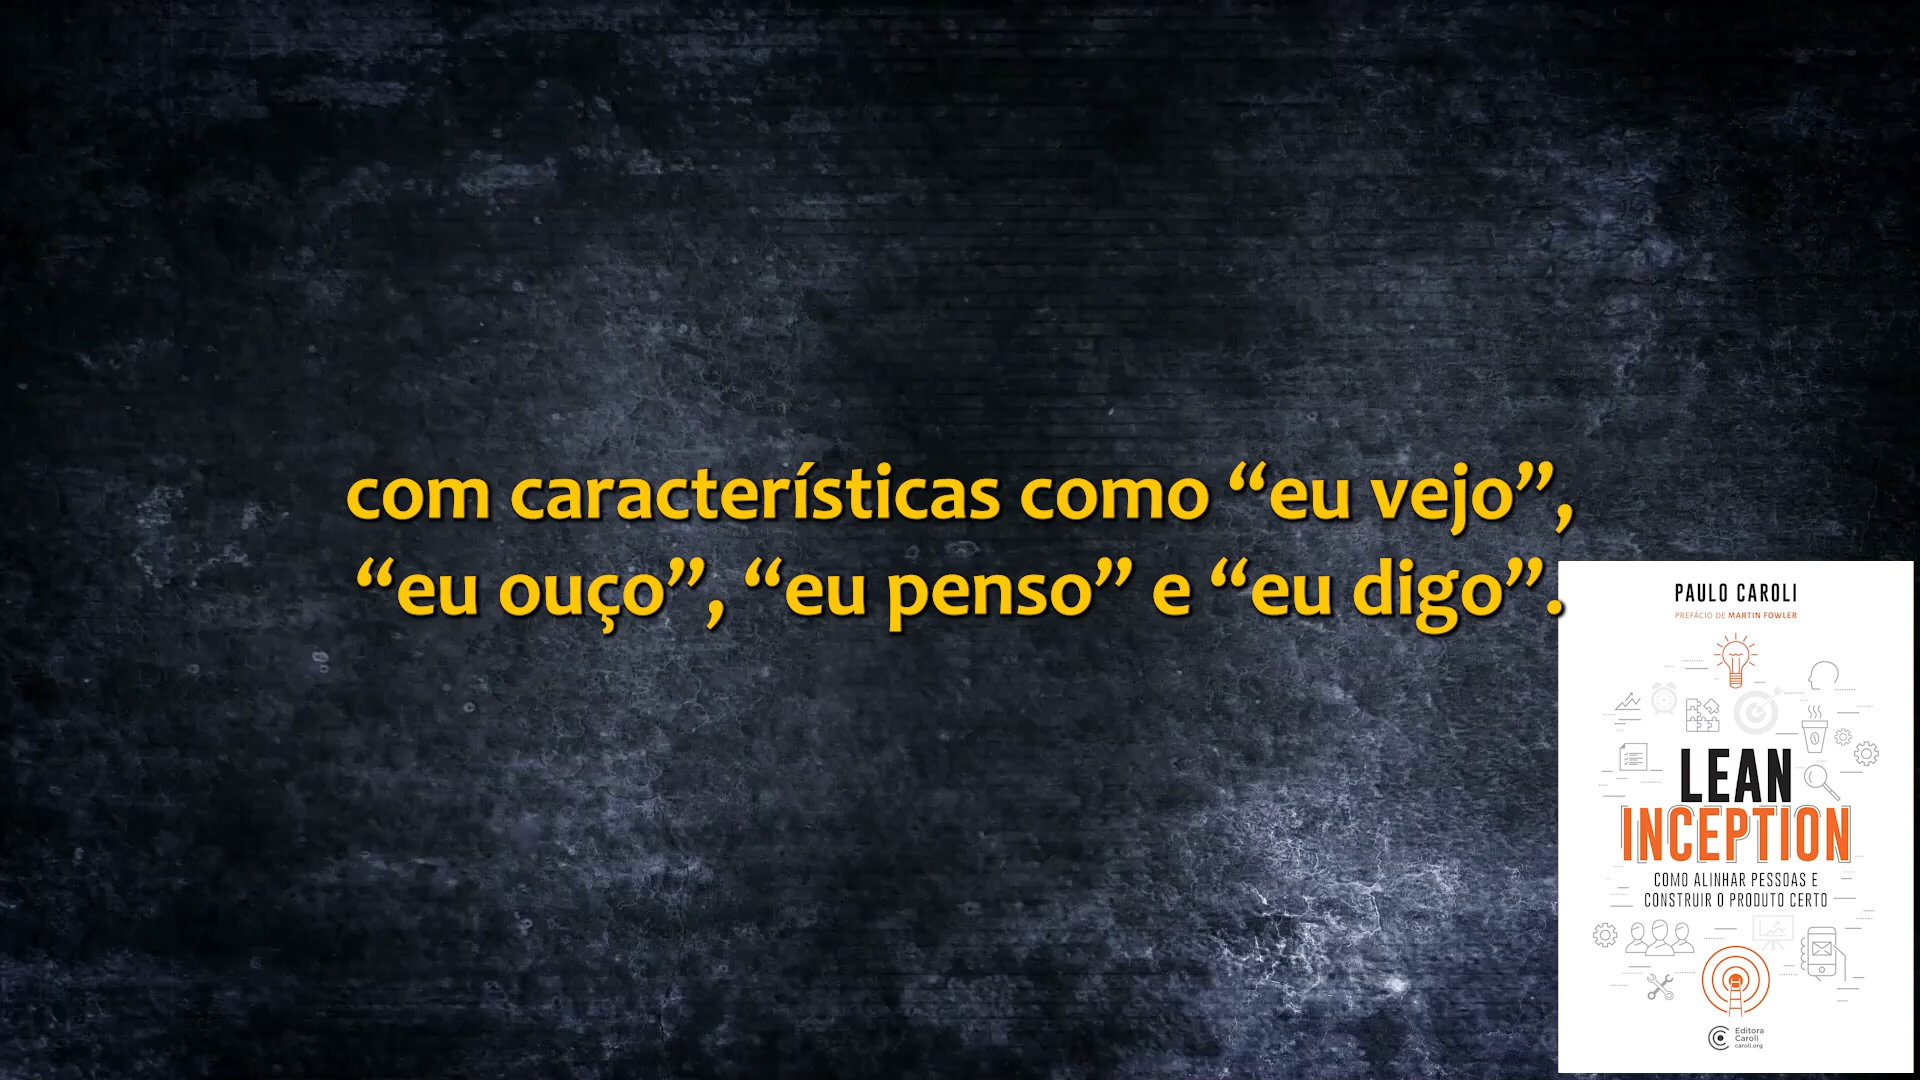 com características como “eu vejo”,
“eu ouço”, “eu penso” e “eu digo”.
PAULO CAROLI
PREFÁCIO DE MARTIN FOWLER
LEAN
INCEPTION
COMO ALINHAR PESSOAS E
CONSTRUIR O PRODUTO CERTO
Editora
Caroli
caroli.org